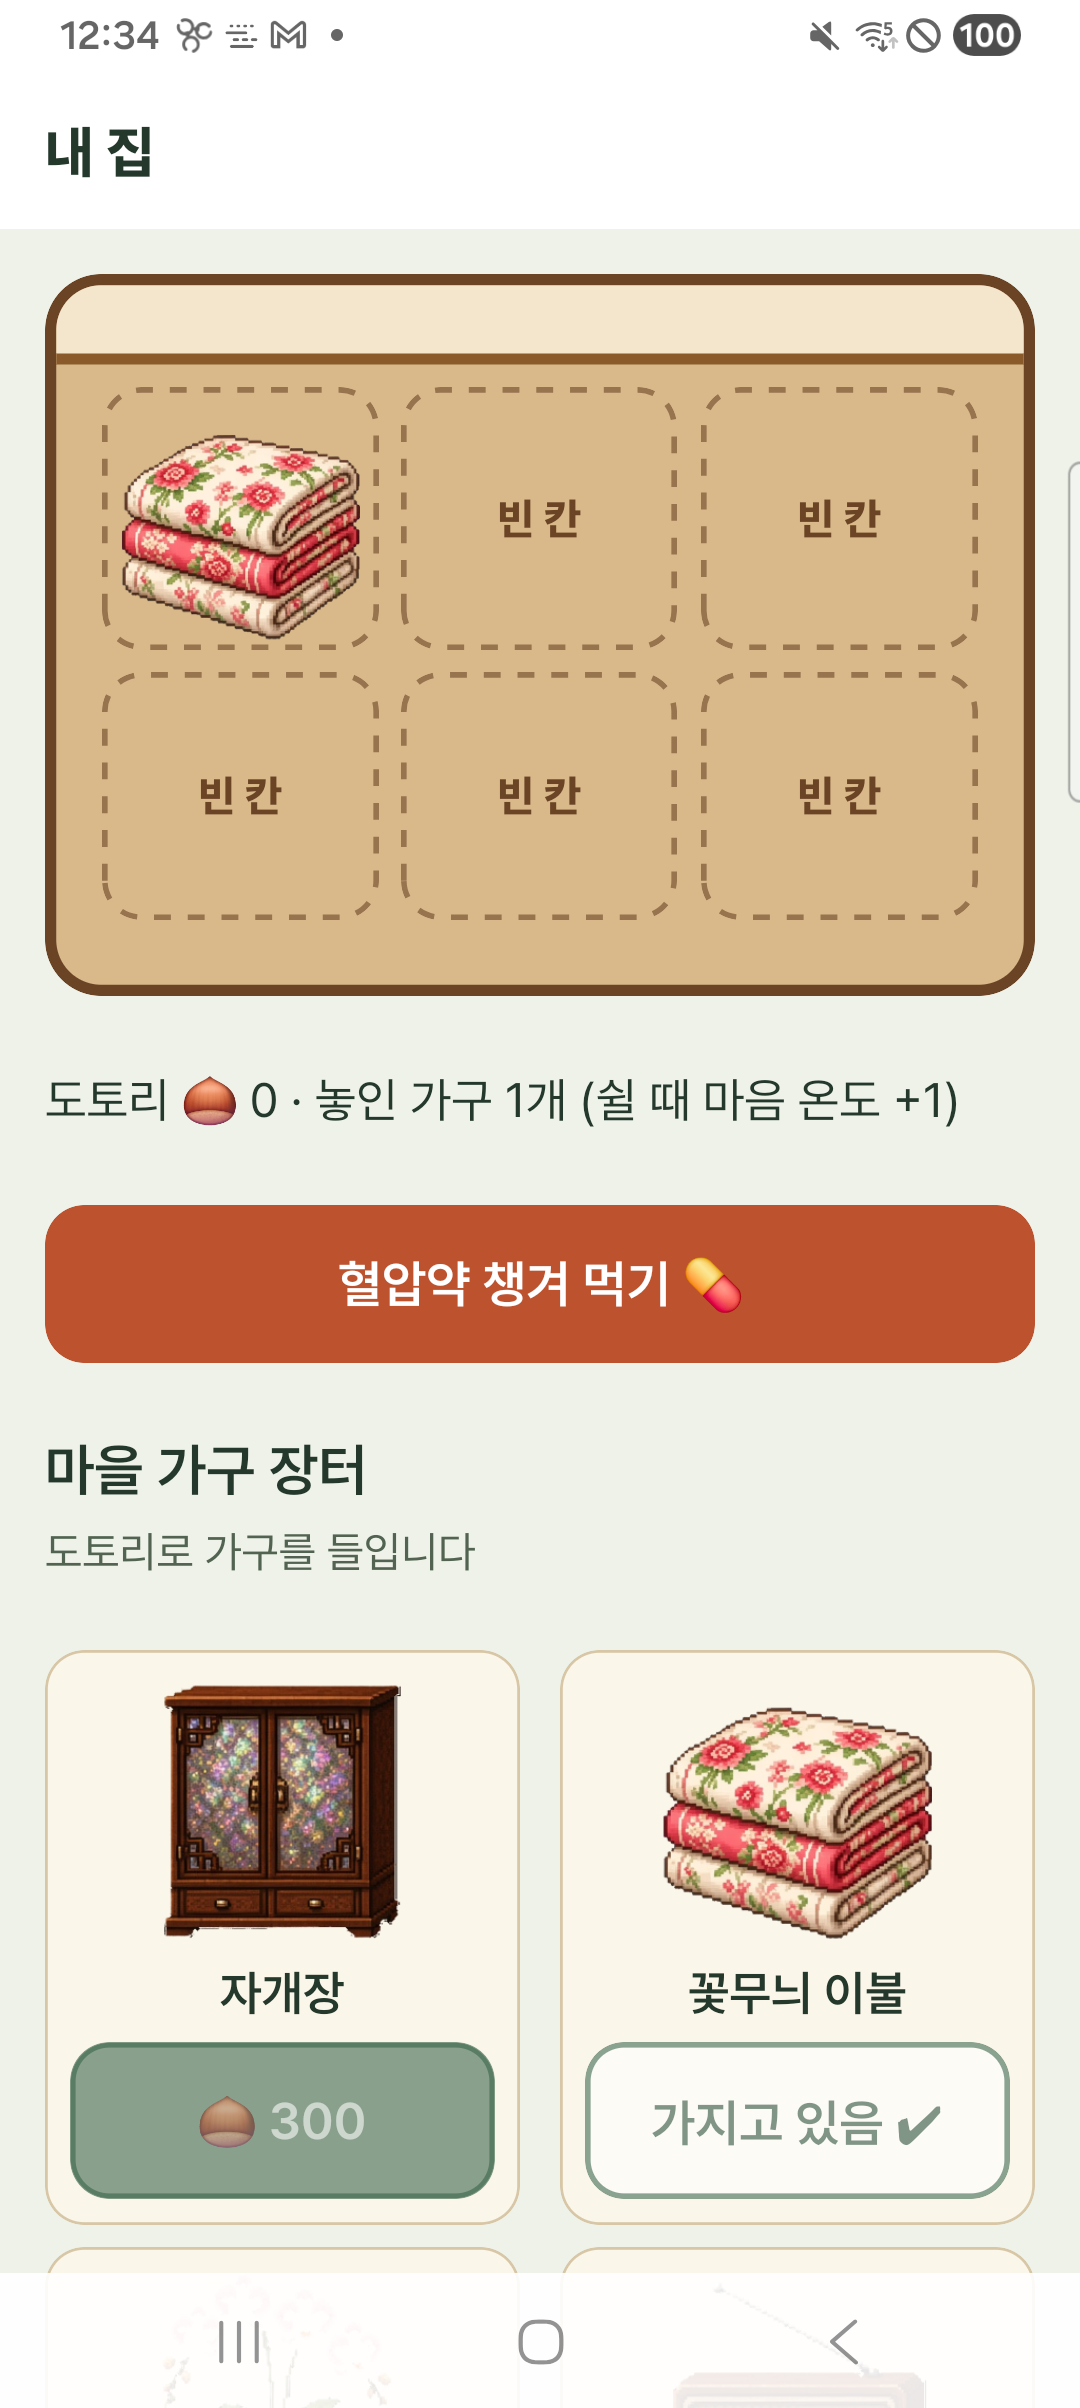 12:34
5
100
내 집
빈 칸
빈 칸
빈 칸
빈 칸
빈 칸
도토리 🌰 0 · 놓인 가구 1개 (쉴 때 마음 온도 +1)
혈압약 챙겨 먹기 💊
마을 가구 장터
도토리로 가구를 들입니다
자개장
꽃무늬 이불
🌰 300
가지고 있음 ✔